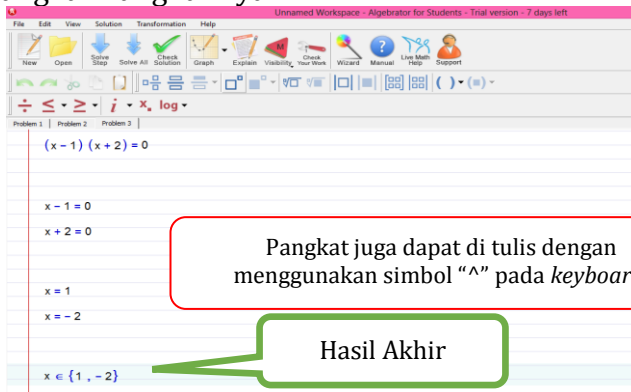 Unnamed Workspace - Algebrator for Students - Trial version - 7 days left
File Edit View Solution Transformation Help
New Open Solve Step Solve All Check Solution Graph Explain Visibility Check Your Work Wizard Manual Live Math Help Support
÷ ≤ ≥ i x. log
Problem 1 Problem 2 Problem 3
(x – 1) (x + 2) = 0
x – 1 = 0
x + 2 = 0
Pangkat juga dapat di tulis dengan
menggunakan simbol “^” pada keyboar
x = 1
x = – 2
Hasil Akhir
x ∈ {1 , – 2}